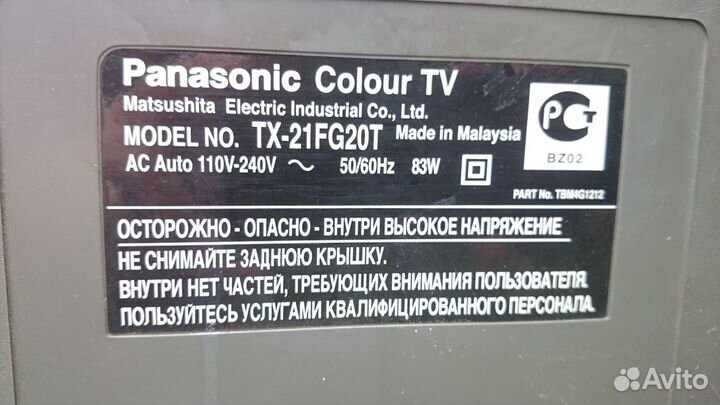 Panasonic Colour TV
Matsushita Electric Industrial Co., Ltd.
MODEL NO. TX-21FG20T Made in Malaysia
AC Auto 110V-240V ~ 50/60Hz 83W
РСТ
BZ02
PART No. TBM4G1212
ОСТОРОЖНО - ОПАСНО - ВНУТРИ ВЫСОКОЕ НАПРЯЖЕНИЕ
НЕ СНИМАЙТЕ ЗАДНЮЮ КРЫШКУ.
ВНУТРИ НЕТ ЧАСТЕЙ, ТРЕБУЮЩИХ ВНИМАНИЯ ПОЛЬЗОВАТЕЛЯ.
ПОЛЬЗУЙТЕСЬ УСЛУГАМИ КВАЛИФИЦИРОВАННОГО ПЕРСОНАЛА.
Avito